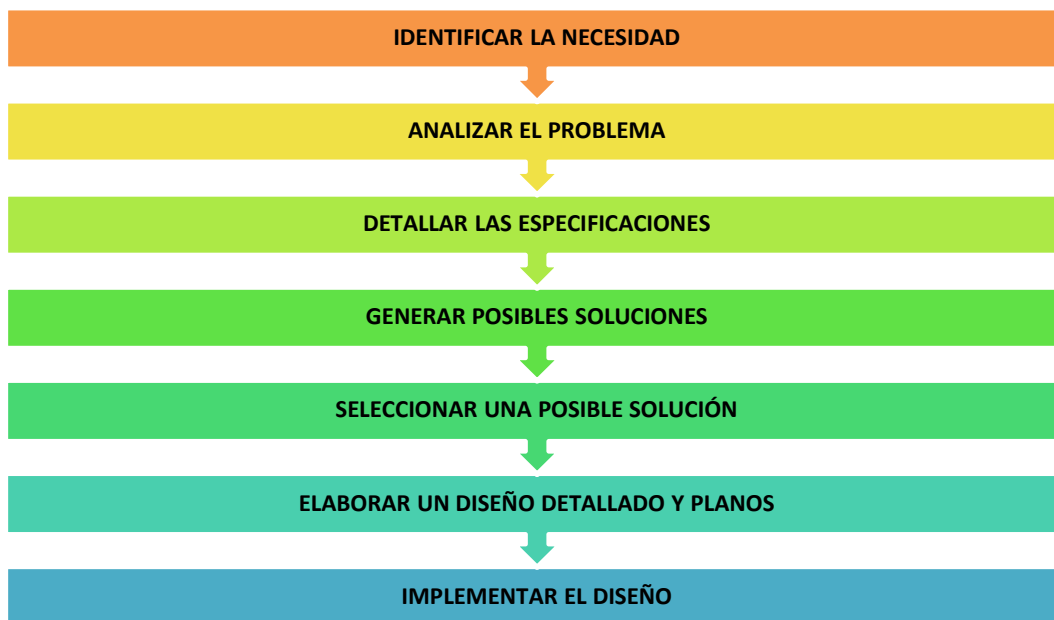 IDENTIFICAR LA NECESIDAD
ANALIZAR EL PROBLEMA
DETALLAR LAS ESPECIFICACIONES
GENERAR POSIBLES SOLUCIONES
SELECCIONAR UNA POSIBLE SOLUCIÓN
ELABORAR UN DISEÑO DETALLADO Y PLANOS
IMPLEMENTAR EL DISEÑO